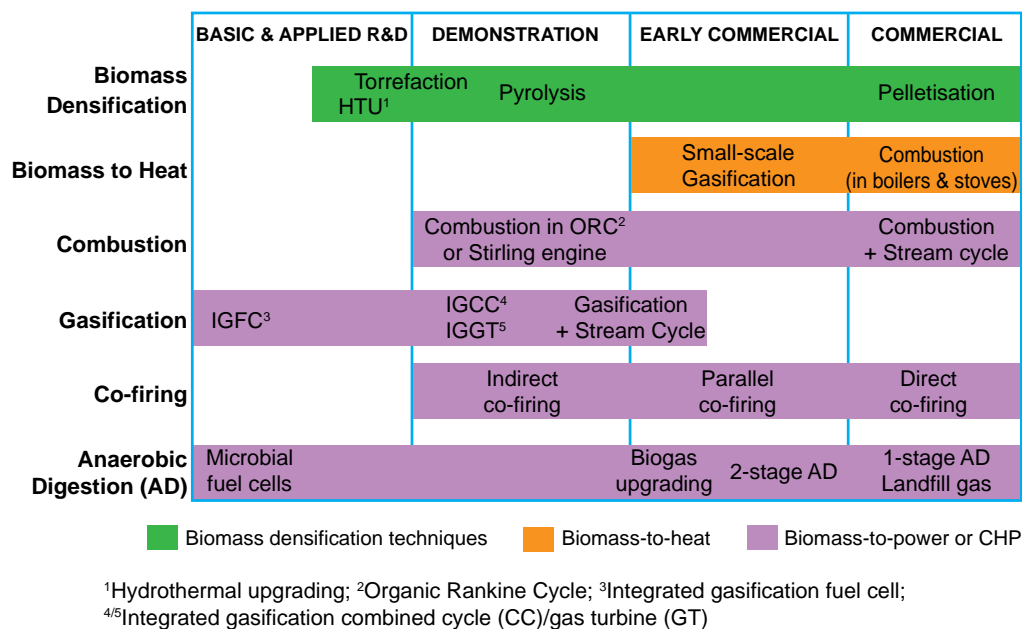 BASIC & APPLIED R&D DEMONSTRATION EARLY COMMERCIAL COMMERCIAL
Biomass
Densification
Torrefaction
HTU¹
Pyrolysis
Pelletisation
Biomass to Heat
Small-scale
Gasification
Combustion
(in boilers & stoves)
Combustion
Combustion in ORC²
or Stirling engine
Combustion
+ Stream cycle
Gasification
IGFC³
IGCC⁴
IGGT⁵
Gasification
+ Stream Cycle
Co-firing
Indirect
co-firing
Parallel
co-firing
Direct
co-firing
Anaerobic
Digestion (AD)
Microbial
fuel cells
Biogas
upgrading
2-stage AD
1-stage AD
Landfill gas
Biomass densification techniques
Biomass-to-heat
Biomass-to-power or CHP
¹Hydrothermal upgrading; ²Organic Rankine Cycle; ³Integrated gasification fuel cell;
⁴/⁵Integrated gasification combined cycle (CC)/gas turbine (GT)